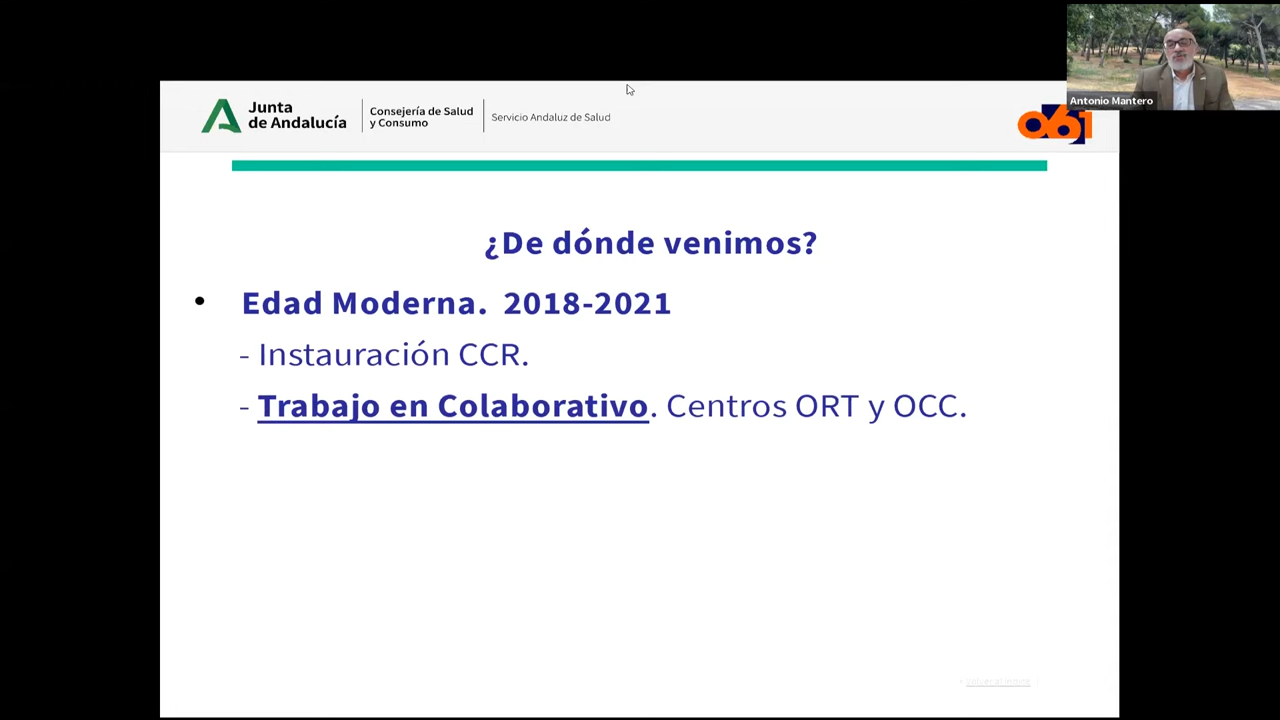 Junta
de Andalucía
Consejería de Salud
y Consumo
Servicio Andaluz de Salud
061
Antonio Mantero
¿De dónde venimos?
• Edad Moderna. 2018-2021
- Instauración CCR.
- Trabajo en Colaborativo. Centros ORT y OCC.